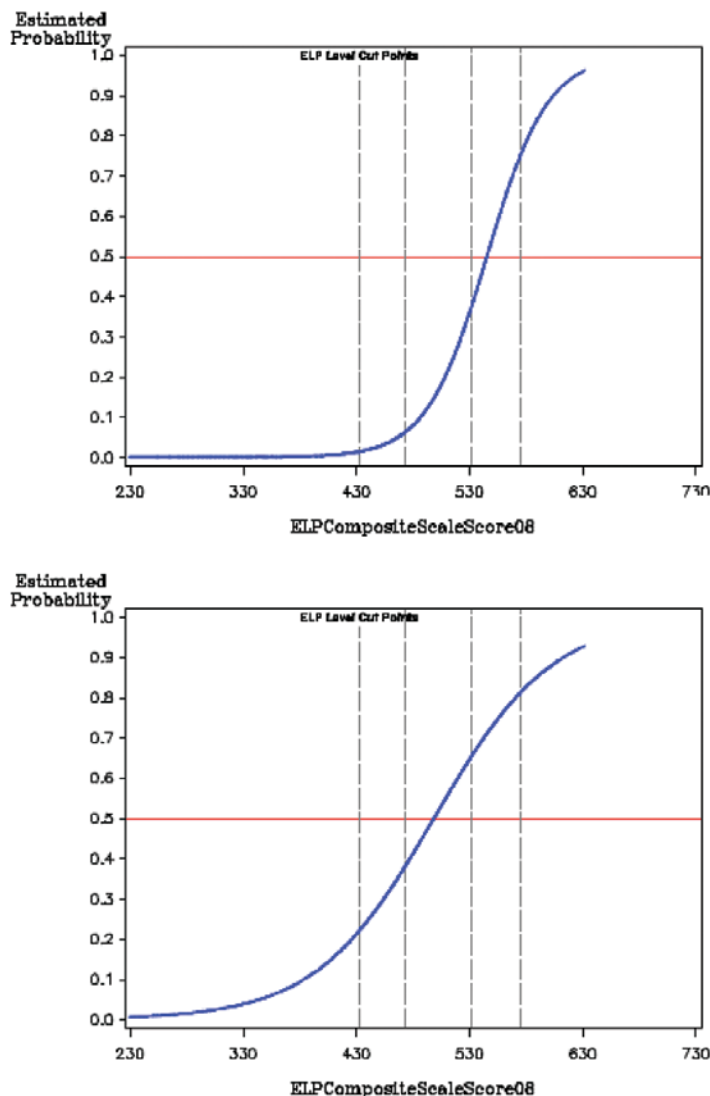 Estimated
Probability
ELP Level Cut Points
1.0
0.9
0.8
0.7
0.6
0.5
0.4
0.3
0.2
0.1
0.0
230 330 430 530 630 730
ELPCompositeScaleScore08
Estimated
Probability
ELP Level Cut Points
1.0
0.9
0.8
0.7
0.6
0.5
0.4
0.3
0.2
0.1
0.0
230 330 430 530 630 730
ELPCompositeScaleScore08